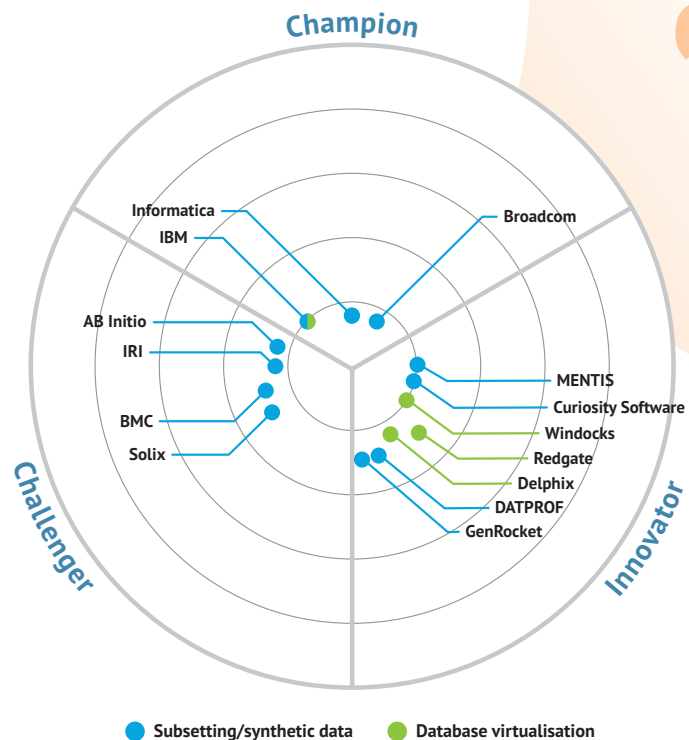 Champion
Informatica
Broadcom
IBM
AB Initio
IRI
MENTIS
Curiosity Software
BMC
Windocks
Solix
Redgate
Delphix
DATPROF
GenRocket
Challenger
Innovator
Subsetting/synthetic data
Database virtualisation